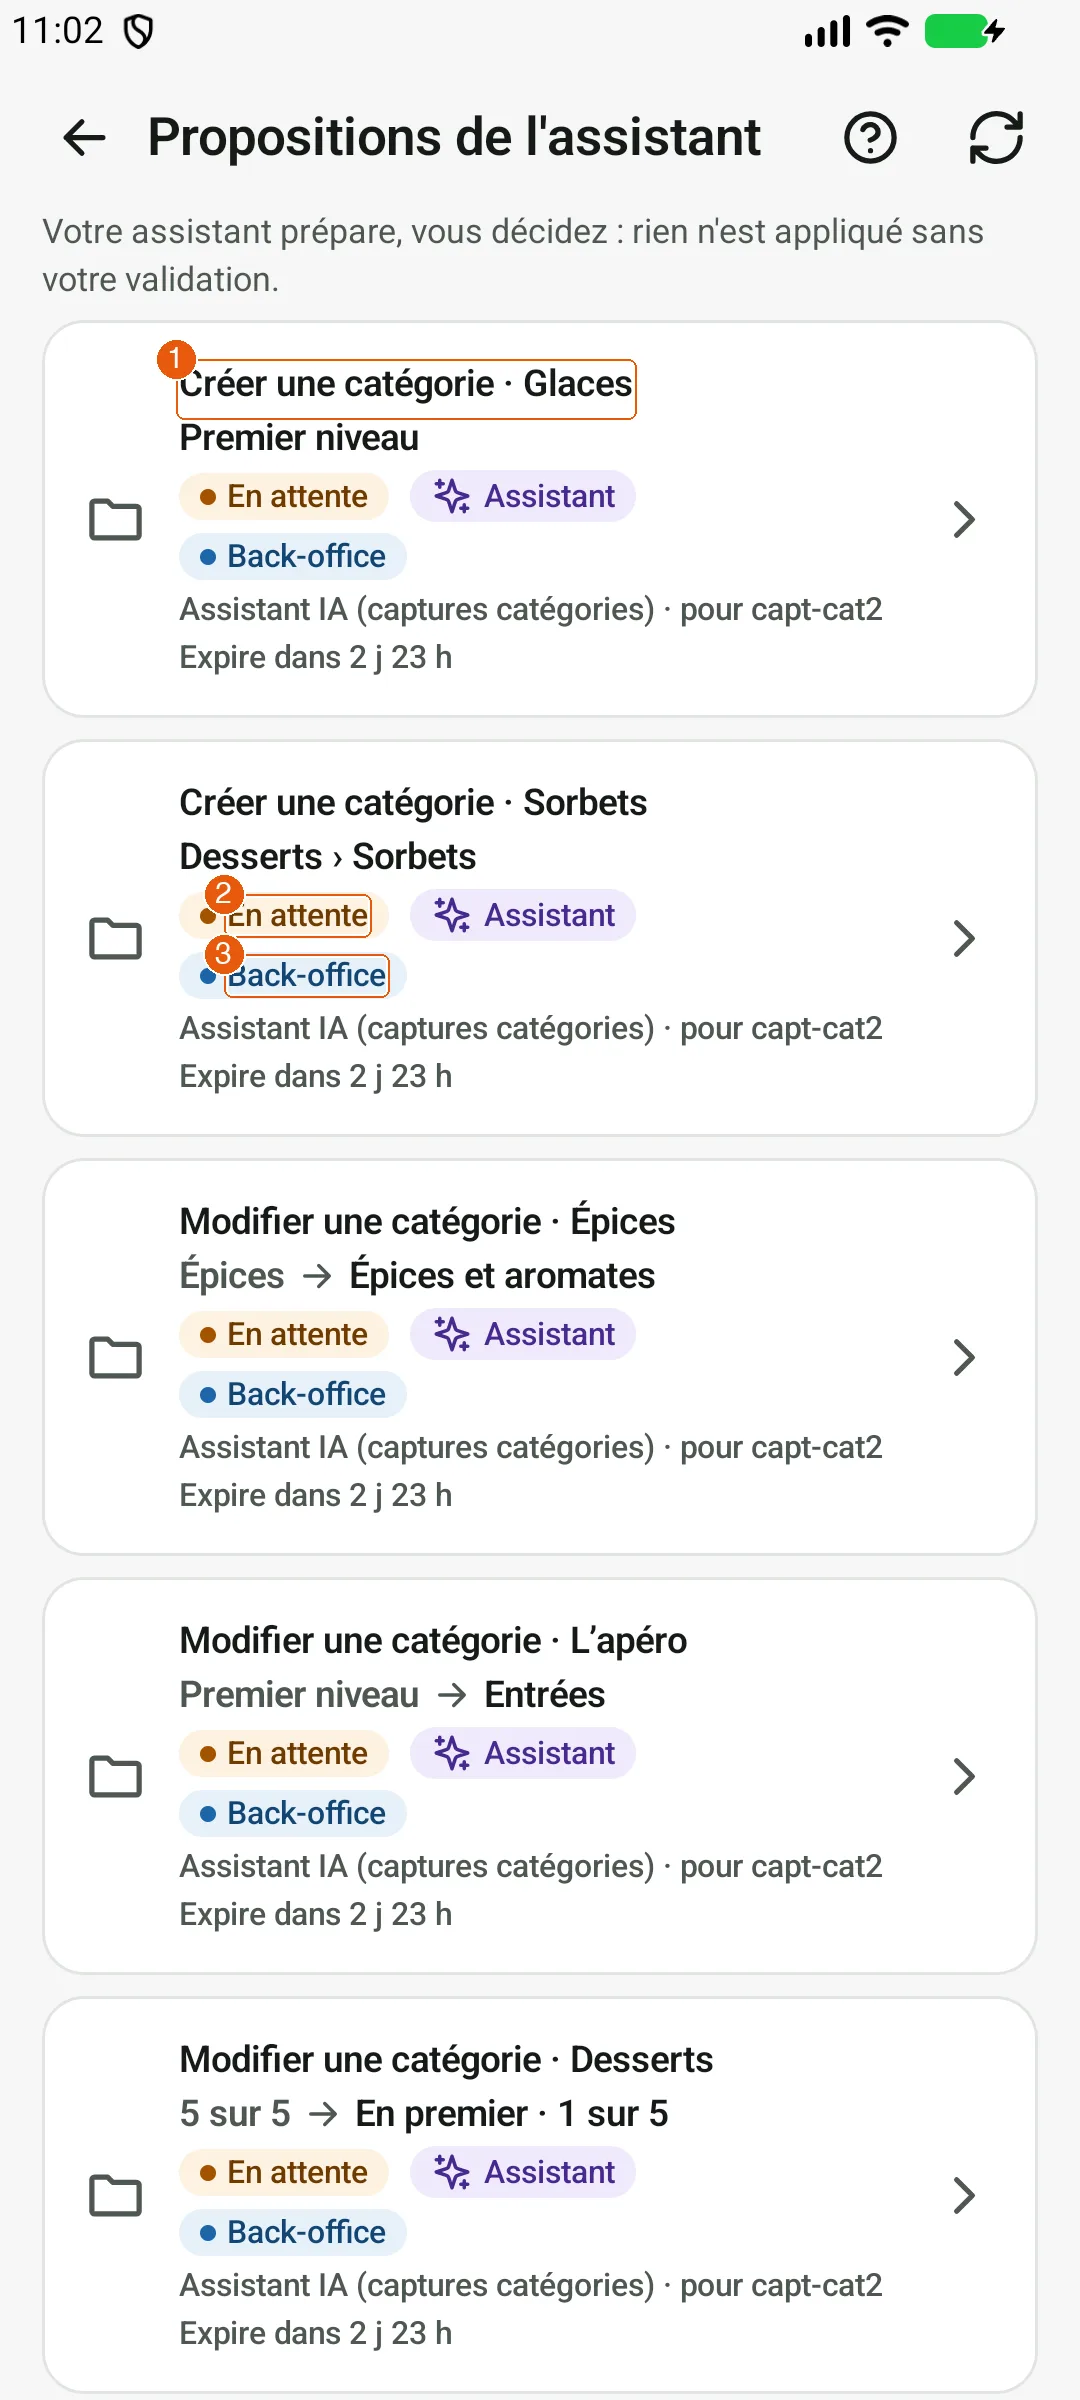 11:02
Propositions de l'assistant
Votre assistant prépare, vous décidez : rien n'est appliqué sans
votre validation.
1
Créer une catégorie · Glaces
Premier niveau
En attente Assistant
Back-office
Assistant IA (captures catégories) · pour capt-cat2
Expire dans 2 j 23 h
Créer une catégorie · Sorbets
Desserts › Sorbets
2
En attente Assistant
3
Back-office
Assistant IA (captures catégories) · pour capt-cat2
Expire dans 2 j 23 h
Modifier une catégorie · Épices
Épices → Épices et aromates
En attente Assistant
Back-office
Assistant IA (captures catégories) · pour capt-cat2
Expire dans 2 j 23 h
Modifier une catégorie · L’apéro
Premier niveau → Entrées
En attente Assistant
Back-office
Assistant IA (captures catégories) · pour capt-cat2
Expire dans 2 j 23 h
Modifier une catégorie · Desserts
5 sur 5 → En premier · 1 sur 5
En attente Assistant
Back-office
Assistant IA (captures catégories) · pour capt-cat2
Expire dans 2 j 23 h